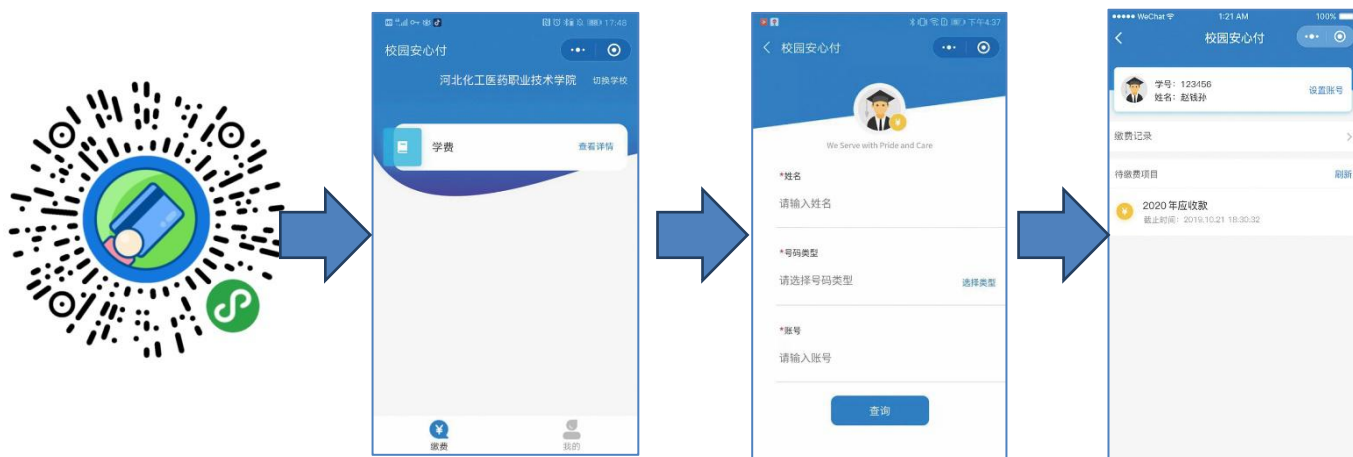 17:48
校园安心付
河北化工医药职业技术学院 切换学校
学费 查看详情
缴费 我的
下午4:37
校园安心付
We Serve with Pride and Care
*姓名
请输入姓名
*号码类型
请选择号码类型 选择类型
*账号
请输入账号
查询
WeChat 1:21 AM 100%
校园安心付
学号：123456
姓名：赵钱孙
设置账号
缴费记录
待缴费项目 刷新
2020年应收款
截止时间：2019.10.21 18:30:32